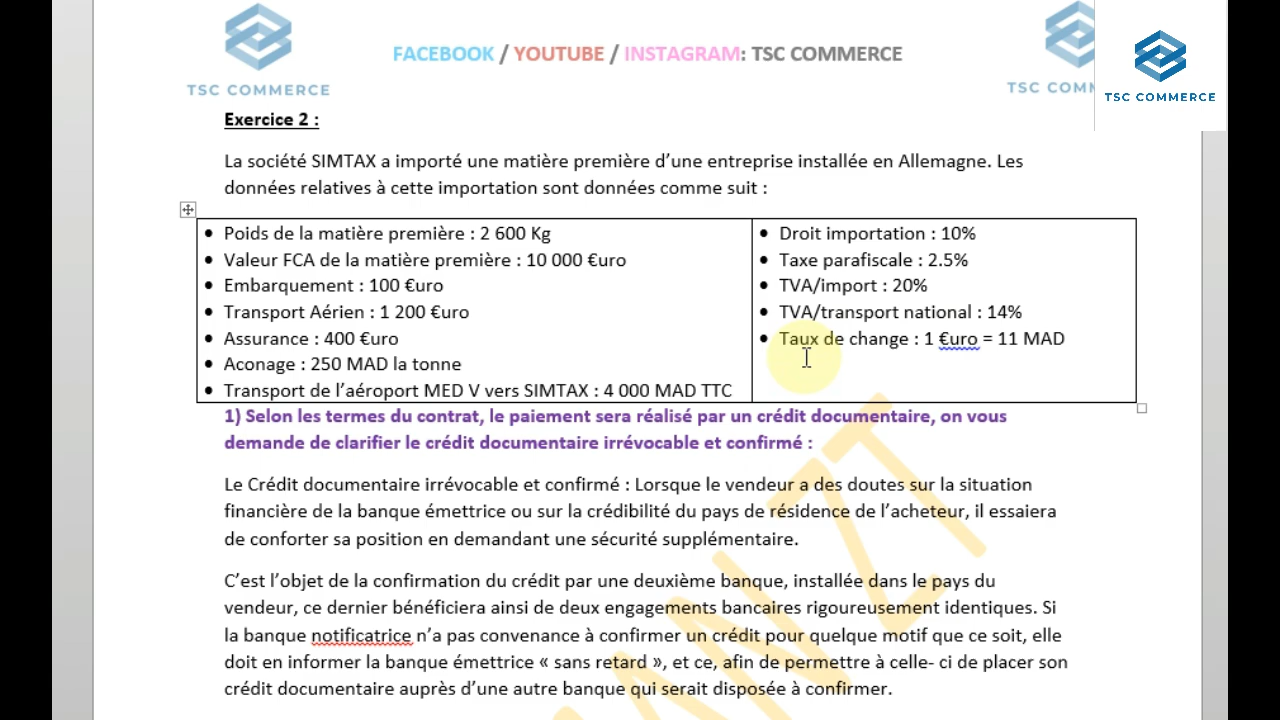 FACEBOOK / YOUTUBE / INSTAGRAM: TSC COMMERCE
TSC COMMERCE
TSC COMM
TSC COMMERCE
Exercice 2 :
La société SIMTAX a importé une matière première d’une entreprise installée en Allemagne. Les
données relatives à cette importation sont données comme suit :
• Poids de la matière première : 2 600 Kg
• Valeur FCA de la matière première : 10 000 €uro
• Embarquement : 100 €uro
• Transport Aérien : 1 200 €uro
• Assurance : 400 €uro
• Aconage : 250 MAD la tonne
• Transport de l’aéroport MED V vers SIMTAX : 4 000 MAD TTC
• Droit importation : 10%
• Taxe parafiscale : 2.5%
• TVA/import : 20%
• TVA/transport national : 14%
• Taux de change : 1 €uro = 11 MAD
1) Selon les termes du contrat, le paiement sera réalisé par un crédit documentaire, on vous
demande de clarifier le crédit documentaire irrévocable et confirmé :
Le Crédit documentaire irrévocable et confirmé : Lorsque le vendeur a des doutes sur la situation
financière de la banque émettrice ou sur la crédibilité du pays de résidence de l’acheteur, il essaiera
de conforter sa position en demandant une sécurité supplémentaire.
C’est l’objet de la confirmation du crédit par une deuxième banque, installée dans le pays du
vendeur, ce dernier bénéficiera ainsi de deux engagements bancaires rigoureusement identiques. Si
la banque notificatrice n’a pas convenance à confirmer un crédit pour quelque motif que ce soit, elle
doit en informer la banque émettrice « sans retard », et ce, afin de permettre à celle- ci de placer son
crédit documentaire auprès d’une autre banque qui serait disposée à confirmer.